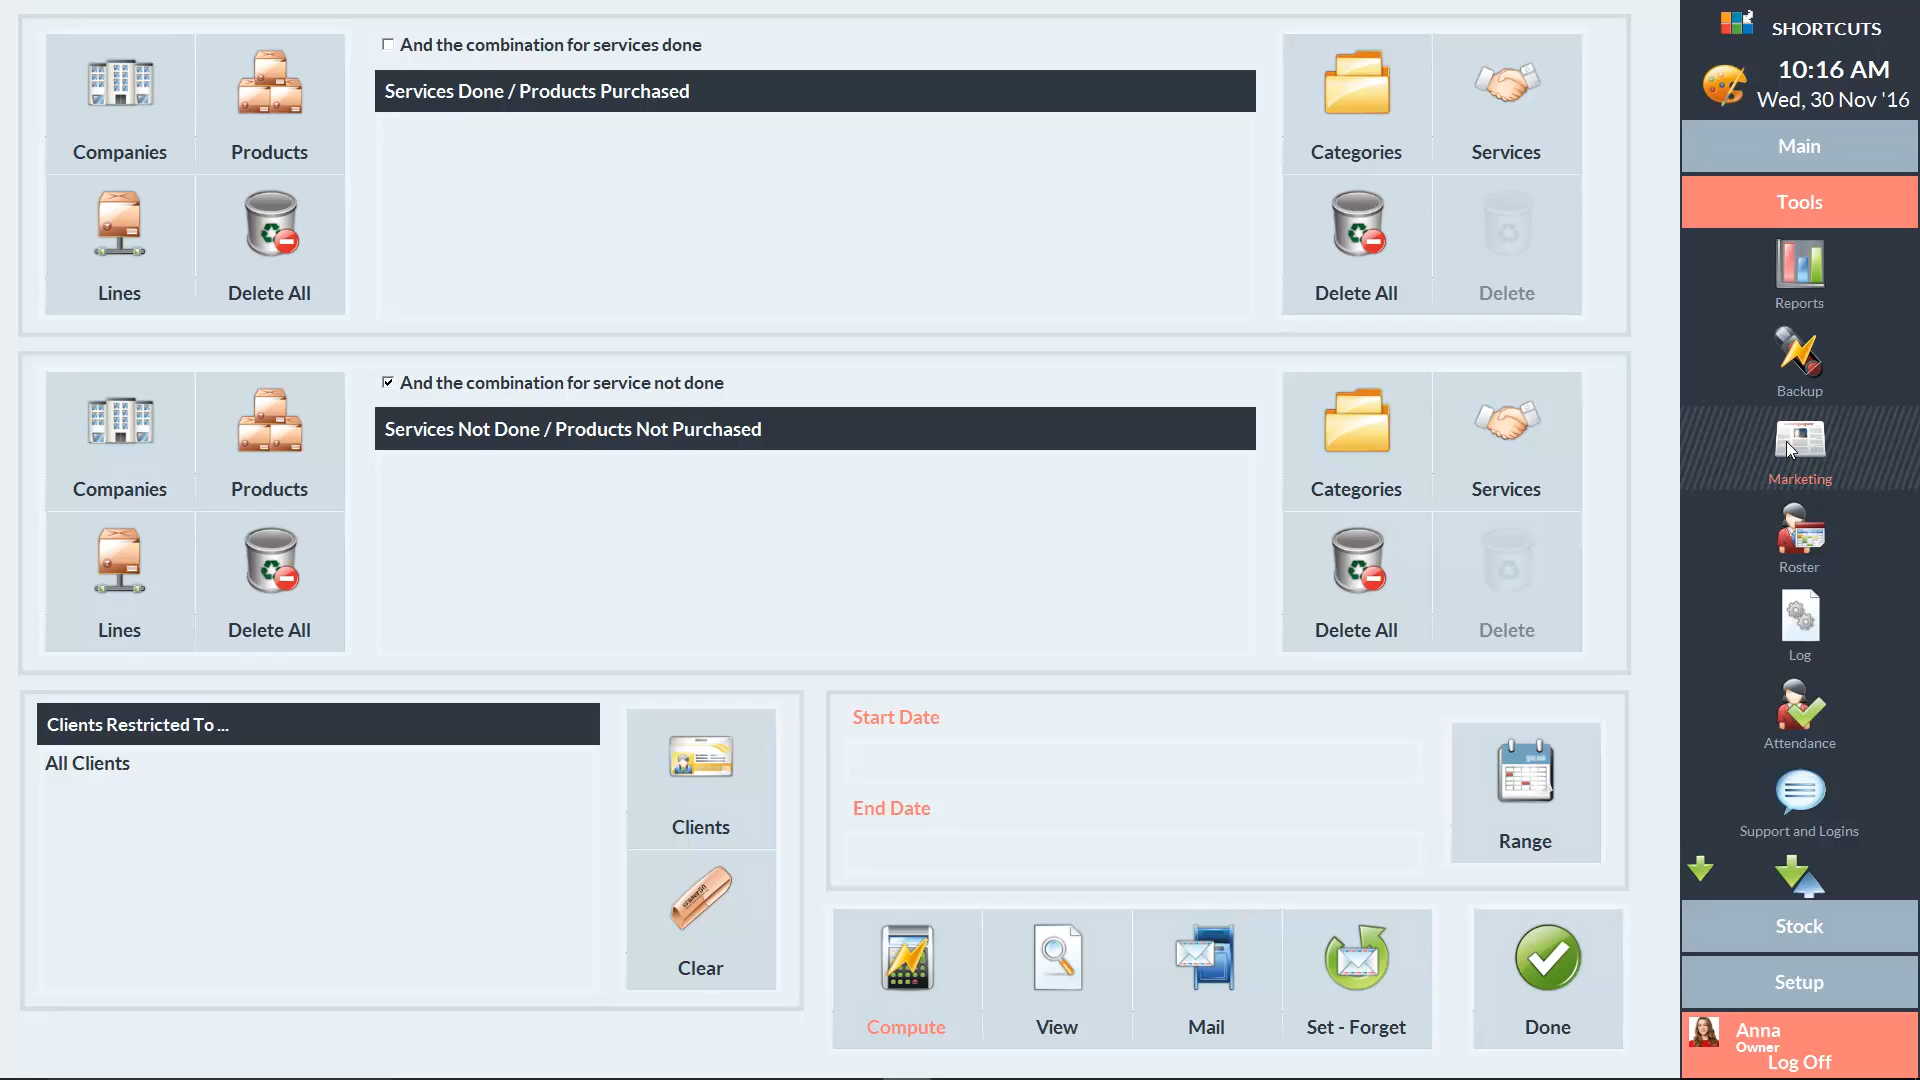 And the combination for services done
Services Done / Products Purchased
Companies
Products
Lines
Delete All
Categories
Services
Delete All
Delete
And the combination for service not done
Services Not Done / Products Not Purchased
Companies
Products
Lines
Delete All
Categories
Services
Delete All
Delete
Clients Restricted To ...
All Clients
Clients
Clear
Start Date
End Date
Range
Compute
View
Mail
Set - Forget
Done
SHORTCUTS
10:16 AM
Wed, 30 Nov '16
Main
Tools
Reports
Backup
Marketing
Roster
Log
Attendance
Support and Logins
Stock
Setup
Anna
Owner
Log Off